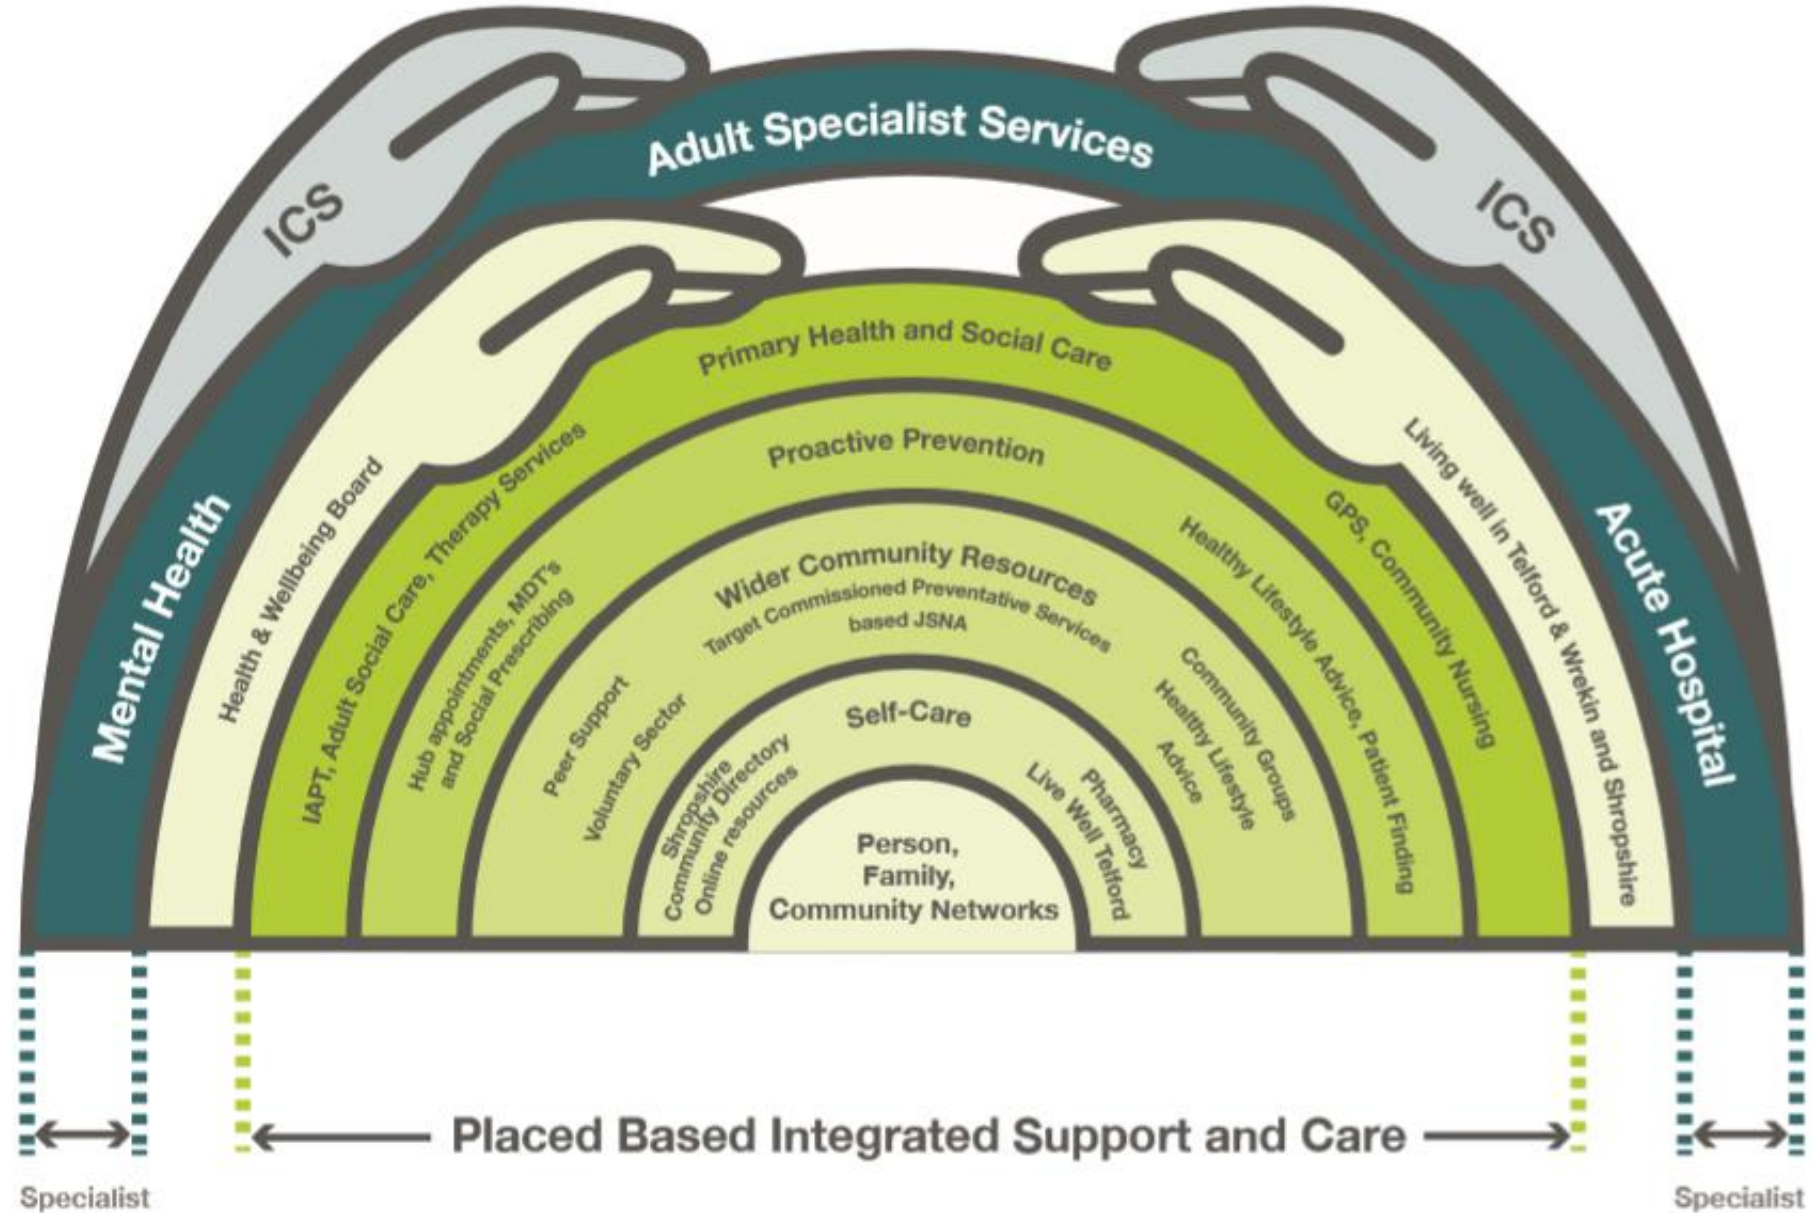 ICS
ICS
Adult Specialist Services
Mental Health
Acute Hospital
Health & Wellbeing Board
Living well in Telford & Wrekin and Shropshire
Primary Health and Social Care
IAPT, Adult Social Care, Therapy Services
GPS, Community Nursing
Proactive Prevention
Hub appointments, MDT's
and Social Prescribing
Healthy Lifestyle Advice, Patient Finding
Wider Community Resources
Target Commissioned Preventative Services
based JSNA
Peer Support
Voluntary Sector
Community Groups
Healthy Lifestyle
Advice
Self-Care
Shropshire
Community Directory
Online resources
Pharmacy
Live Well Telford
Person,
Family,
Community Networks
Placed Based Integrated Support and Care
Specialist
Specialist